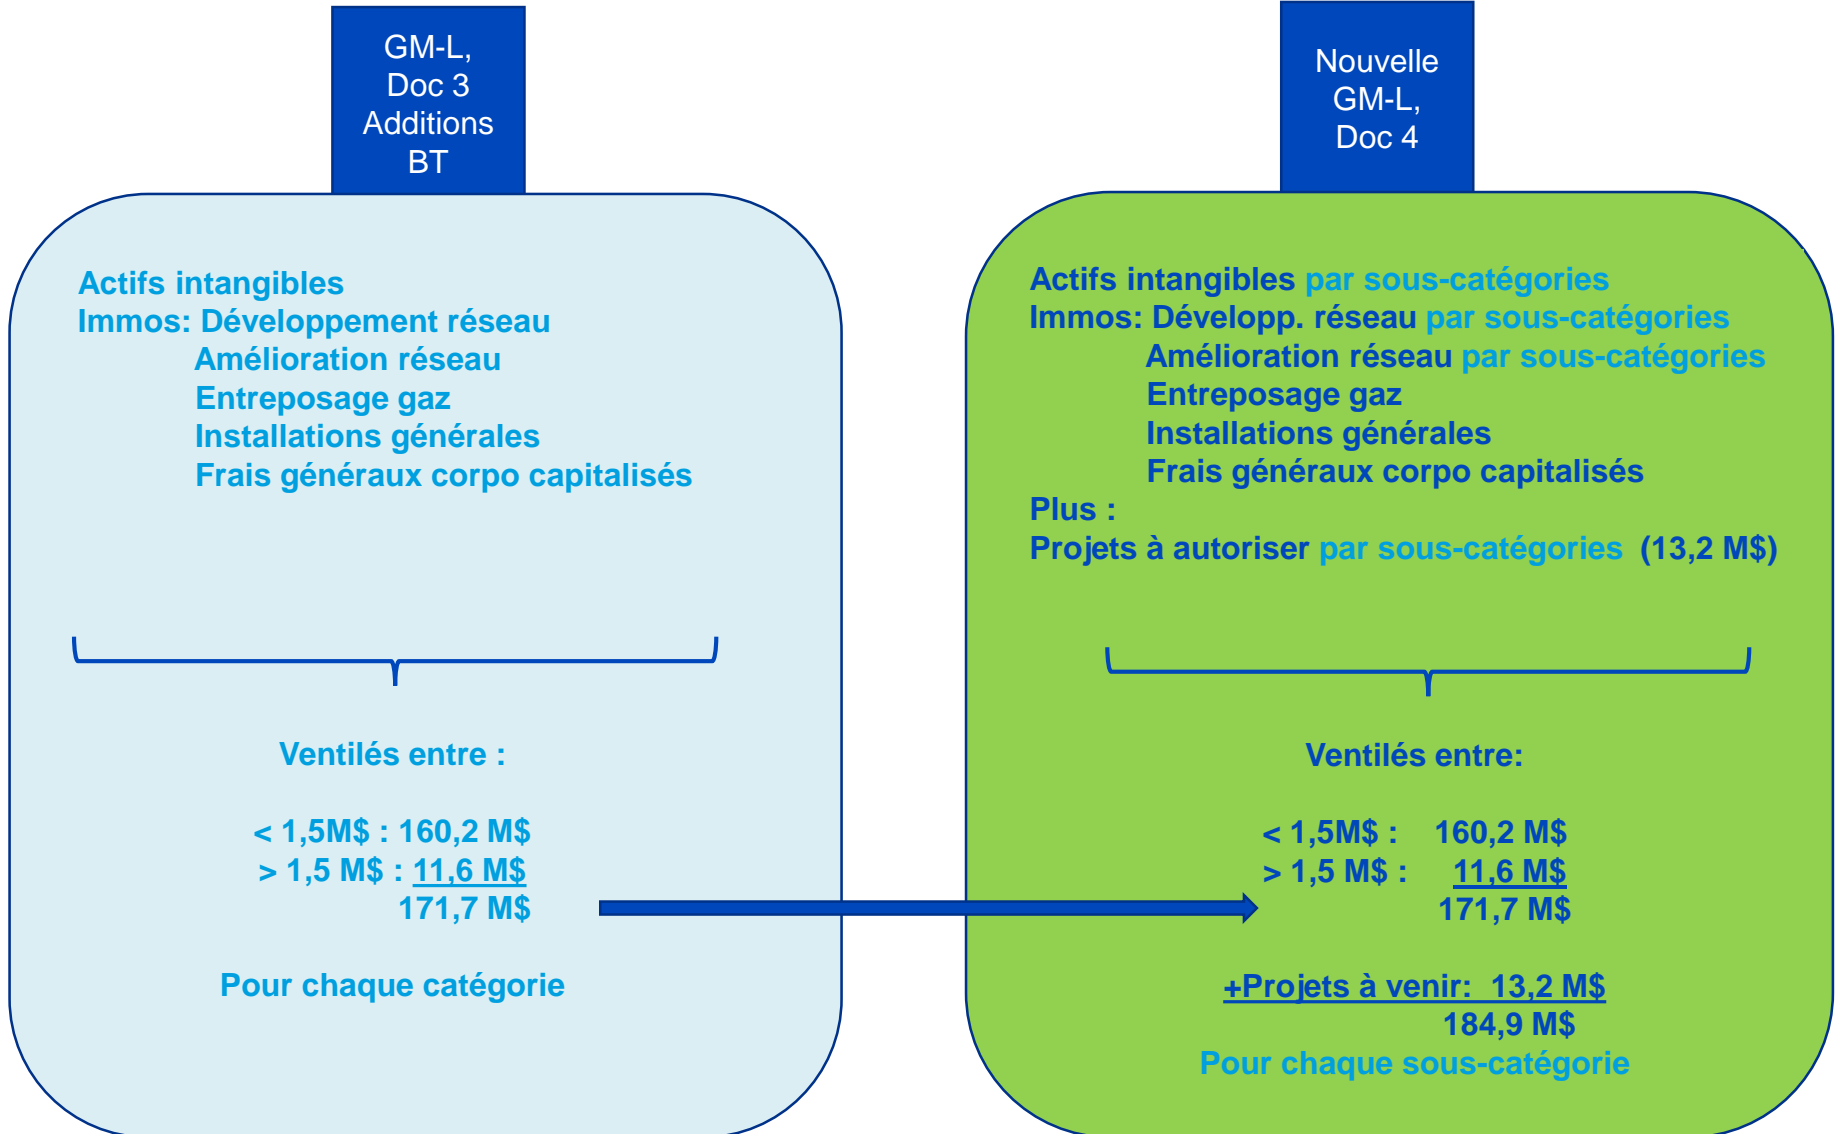 GM-L,
Doc 3
Additions
BT
Actifs intangibles
Immos: Développement réseau
Amélioration réseau
Entreposage gaz
Installations générales
Frais généraux corpo capitalisés
Ventilés entre :
< 1,5M$ : 160,2 M$
> 1,5 M$ : 11,6 M$
171,7 M$
Pour chaque catégorie
Nouvelle
GM-L,
Doc 4
Actifs intangibles par sous-catégories
Immos: Développ. réseau par sous-catégories
Amélioration réseau par sous-catégories
Entreposage gaz
Installations générales
Frais généraux corpo capitalisés
Plus :
Projets à autoriser par sous-catégories (13,2 M$)
Ventilés entre:
< 1,5M$ : 160,2 M$
> 1,5 M$ : 11,6 M$
171,7 M$
+Projets à venir: 13,2 M$
184,9 M$
Pour chaque sous-catégorie